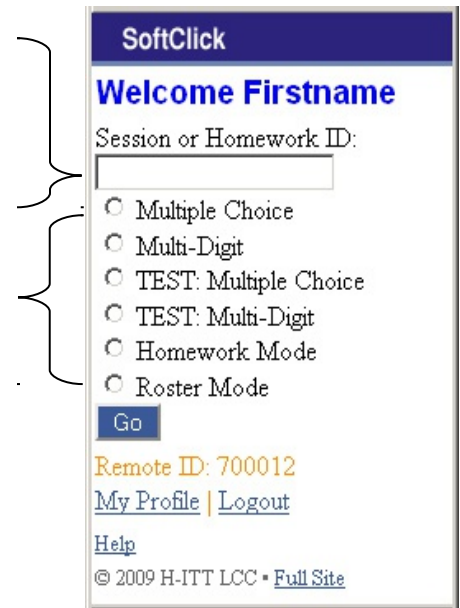 SoftClick
Welcome Firstname
Session or Homework ID:
Multiple Choice
Multi-Digit
TEST: Multiple Choice
TEST: Multi-Digit
Homework Mode
Roster Mode
Go
Remote ID: 700012
My Profile | Logout
Help
© 2009 H-ITT LCC • Full Site